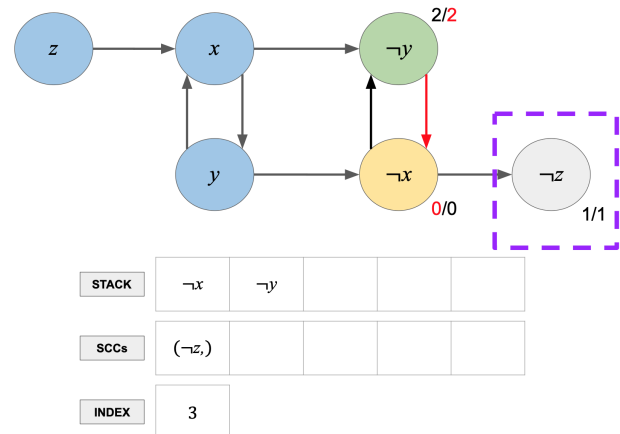 2/2
z
x
¬y
y
¬x
¬z
0/0
1/1
STACK
¬x
¬y
SCCs
(¬z,)
INDEX
3